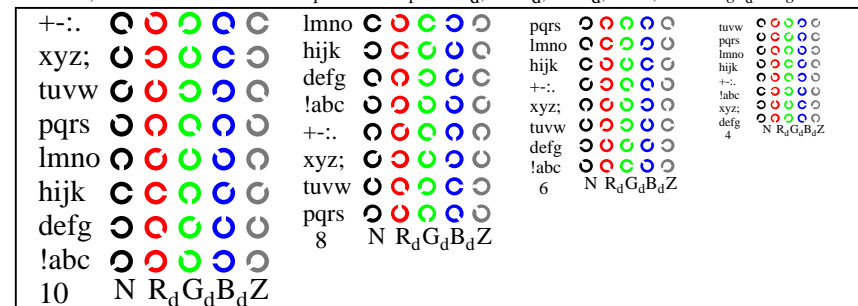 +-:.
xyz;
tuvw
pqrs
lmno
hijk
defg
!abc
10 N RdGdBdZ
lmno
hijk
defg
!abc
+-:.
xyz;
tuvw
pqrs
8 N RdGdBdZ
pqrs
lmno
hijk
+-:.
xyz;
tuvw
defg
!abc
6 N RdGdBdZ
tuvw
pqrs
lmno
hijk
+-:.
!abc
xyz;
defg
4 N RdGdBdZ